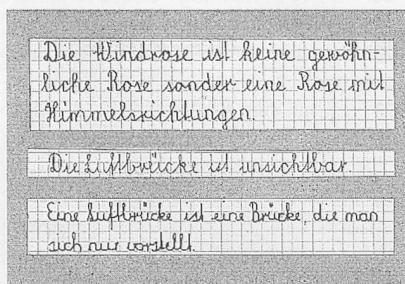 Die Windrose ist keine gewöhn-
liche Rose sonder eine Rose mit
Himmelsrichtungen.
Die Luftbrücke ist unsichtbar.
Eine Luftbrücke ist eine Brücke, die man
sich nur vorstellt.